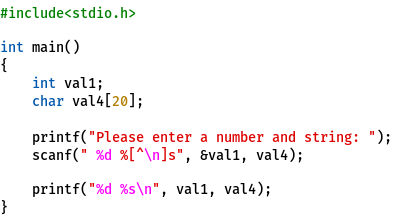 #include<stdio.h>
int main()
{
    int val1;
    char val4[20];
    printf("Please enter a number and string: ");
    scanf(" %d %[^\n]s", &val1, val4);
    printf("%d %s\n", val1, val4);
}